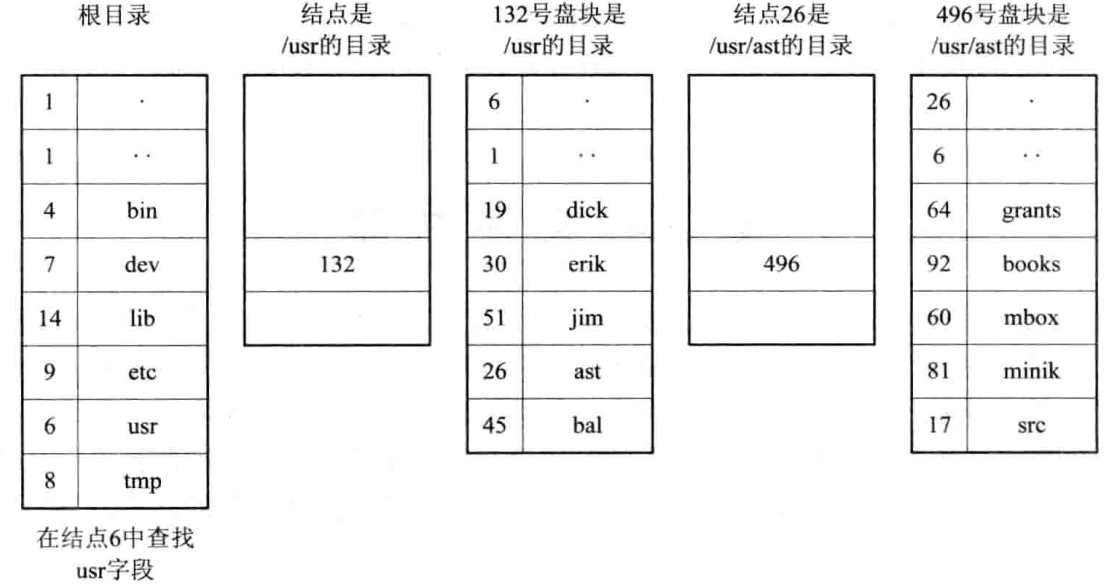 根目录
结点是
/usr的目录
132号盘块是
/usr的目录
结点26是
/usr/ast的目录
496号盘块是
/usr/ast的目录
1 ·
1 ··
4 bin
7 dev
14 lib
9 etc
6 usr
8 tmp
在结点6中查找
usr字段
132
6 ·
1 ··
19 dick
30 erik
51 jim
26 ast
45 bal
496
26 ·
6 ··
64 grants
92 books
60 mbox
81 minik
17 src